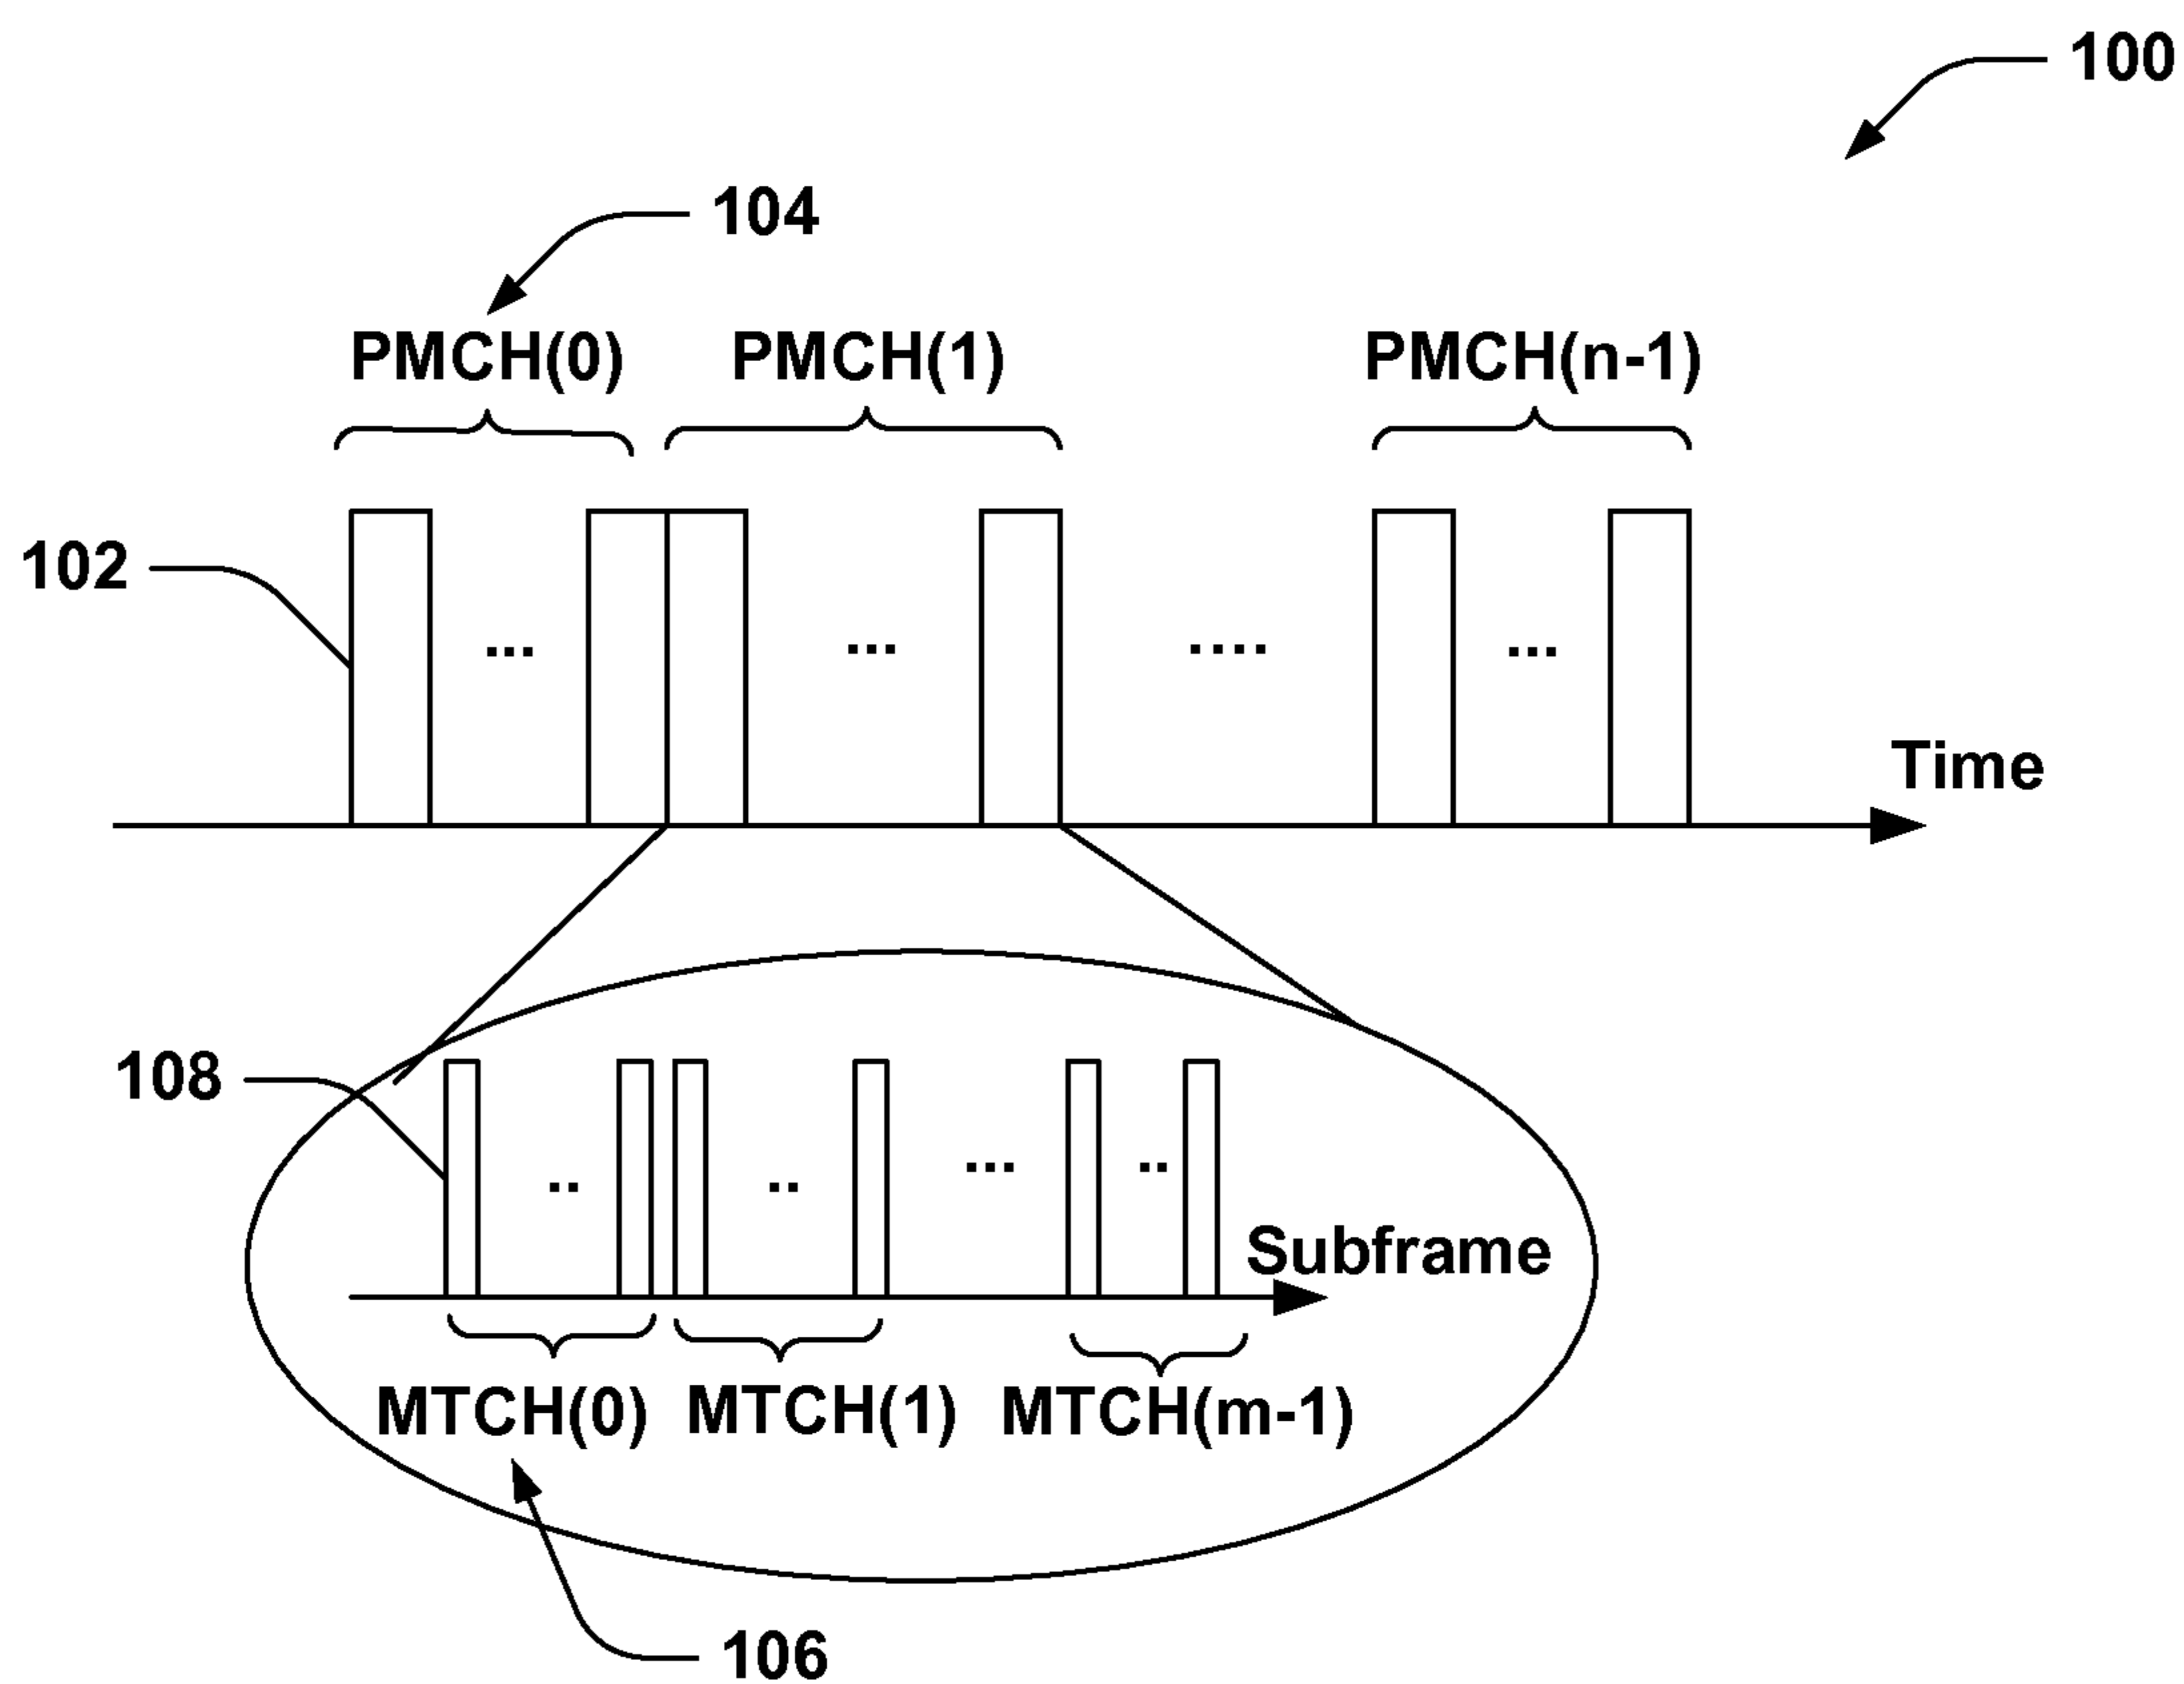 100
104
PMCH(0) PMCH(1) PMCH(n-1)
102
... ... .... ...
Time
108
.. .. ... ..
Subframe
MTCH(0) MTCH(1) MTCH(m-1)
106